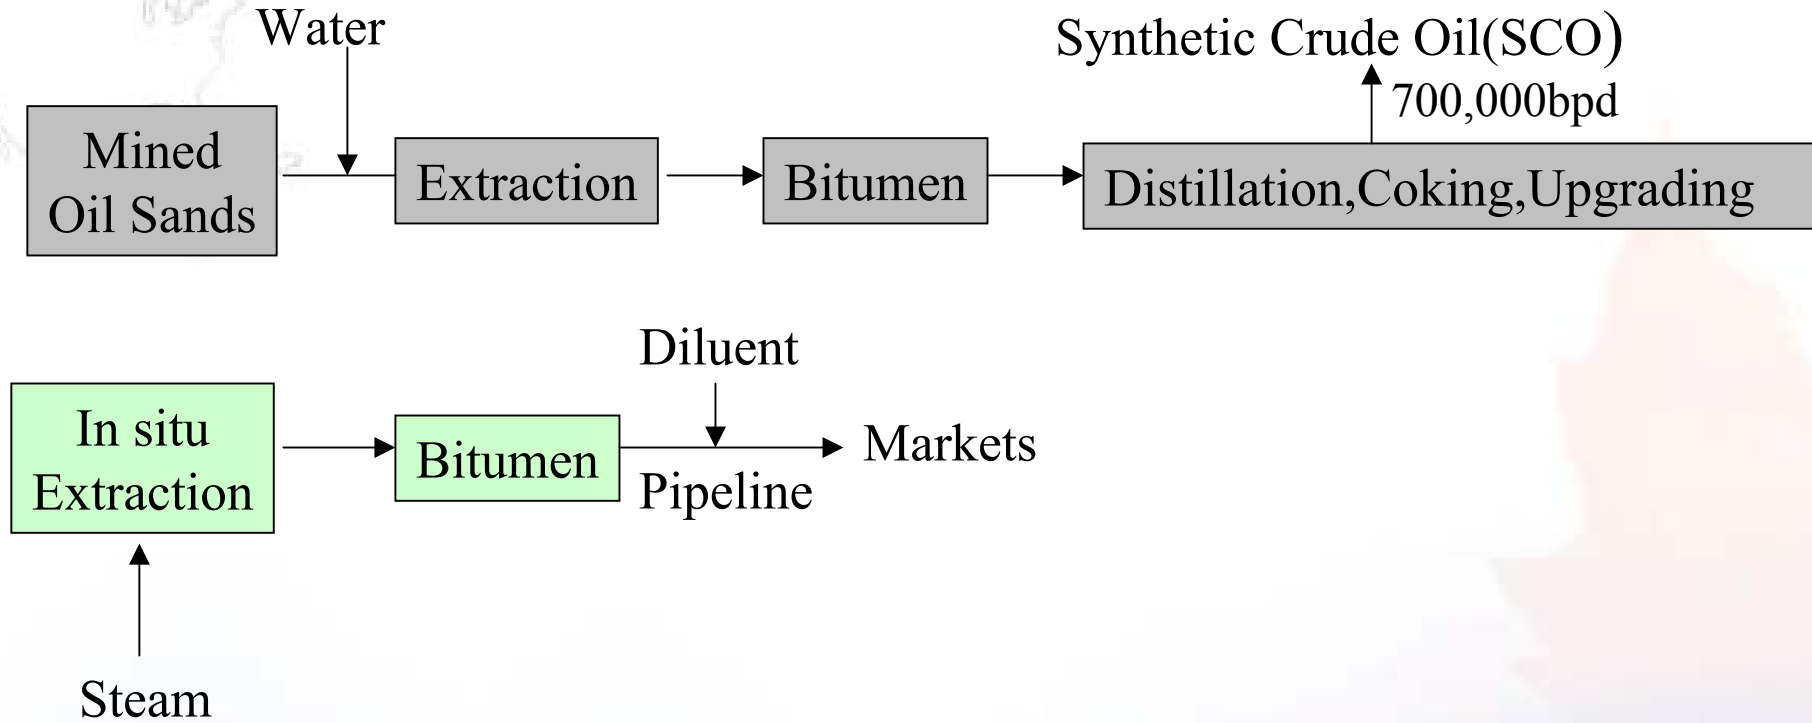 Water
Synthetic Crude Oil(SCO)
700,000bpd
Mined
Oil Sands
Extraction
Bitumen
Distillation,Coking,Upgrading
Diluent
In situ
Extraction
Bitumen
Markets
Pipeline
Steam